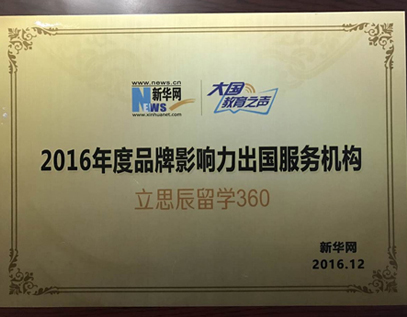 www.news.cn
新华网
NEWS
www.xinhuanet.com
大国
教育之声
2016年度品牌影响力出国服务机构
立思辰留学360
新华网
2016.12